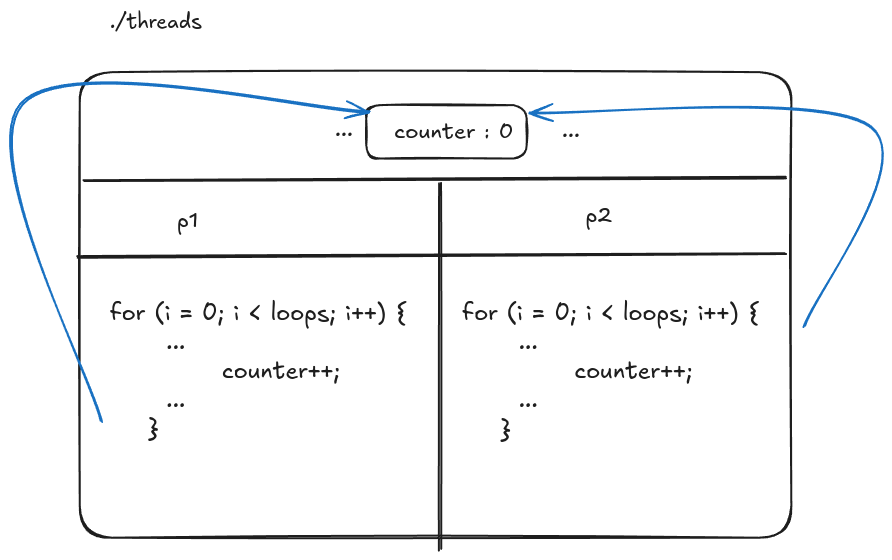 ./threads
... counter : 0 ...
p1
p2
for (i = 0; i < loops; i++) {
...
counter++;
...
}
for (i = 0; i < loops; i++) {
...
counter++;
...
}